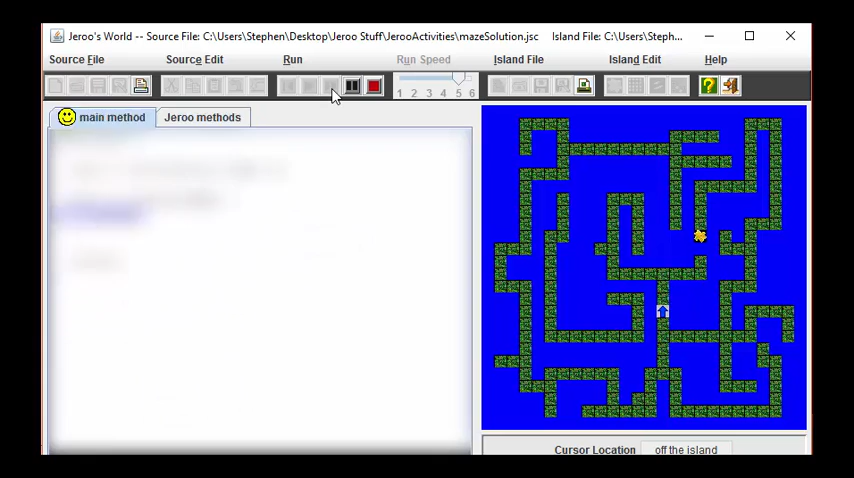 Jeroo's World -- Source File: C:\Users\Stephen\Desktop\Jeroo Stuff\JerooActivities\mazeSolution.jsc Island File: C:\Users\Steph...
Source File Source Edit Run Run Speed Island File Island Edit Help
1 2 3 4 5 6
main method Jeroo methods
Cursor Location off the island